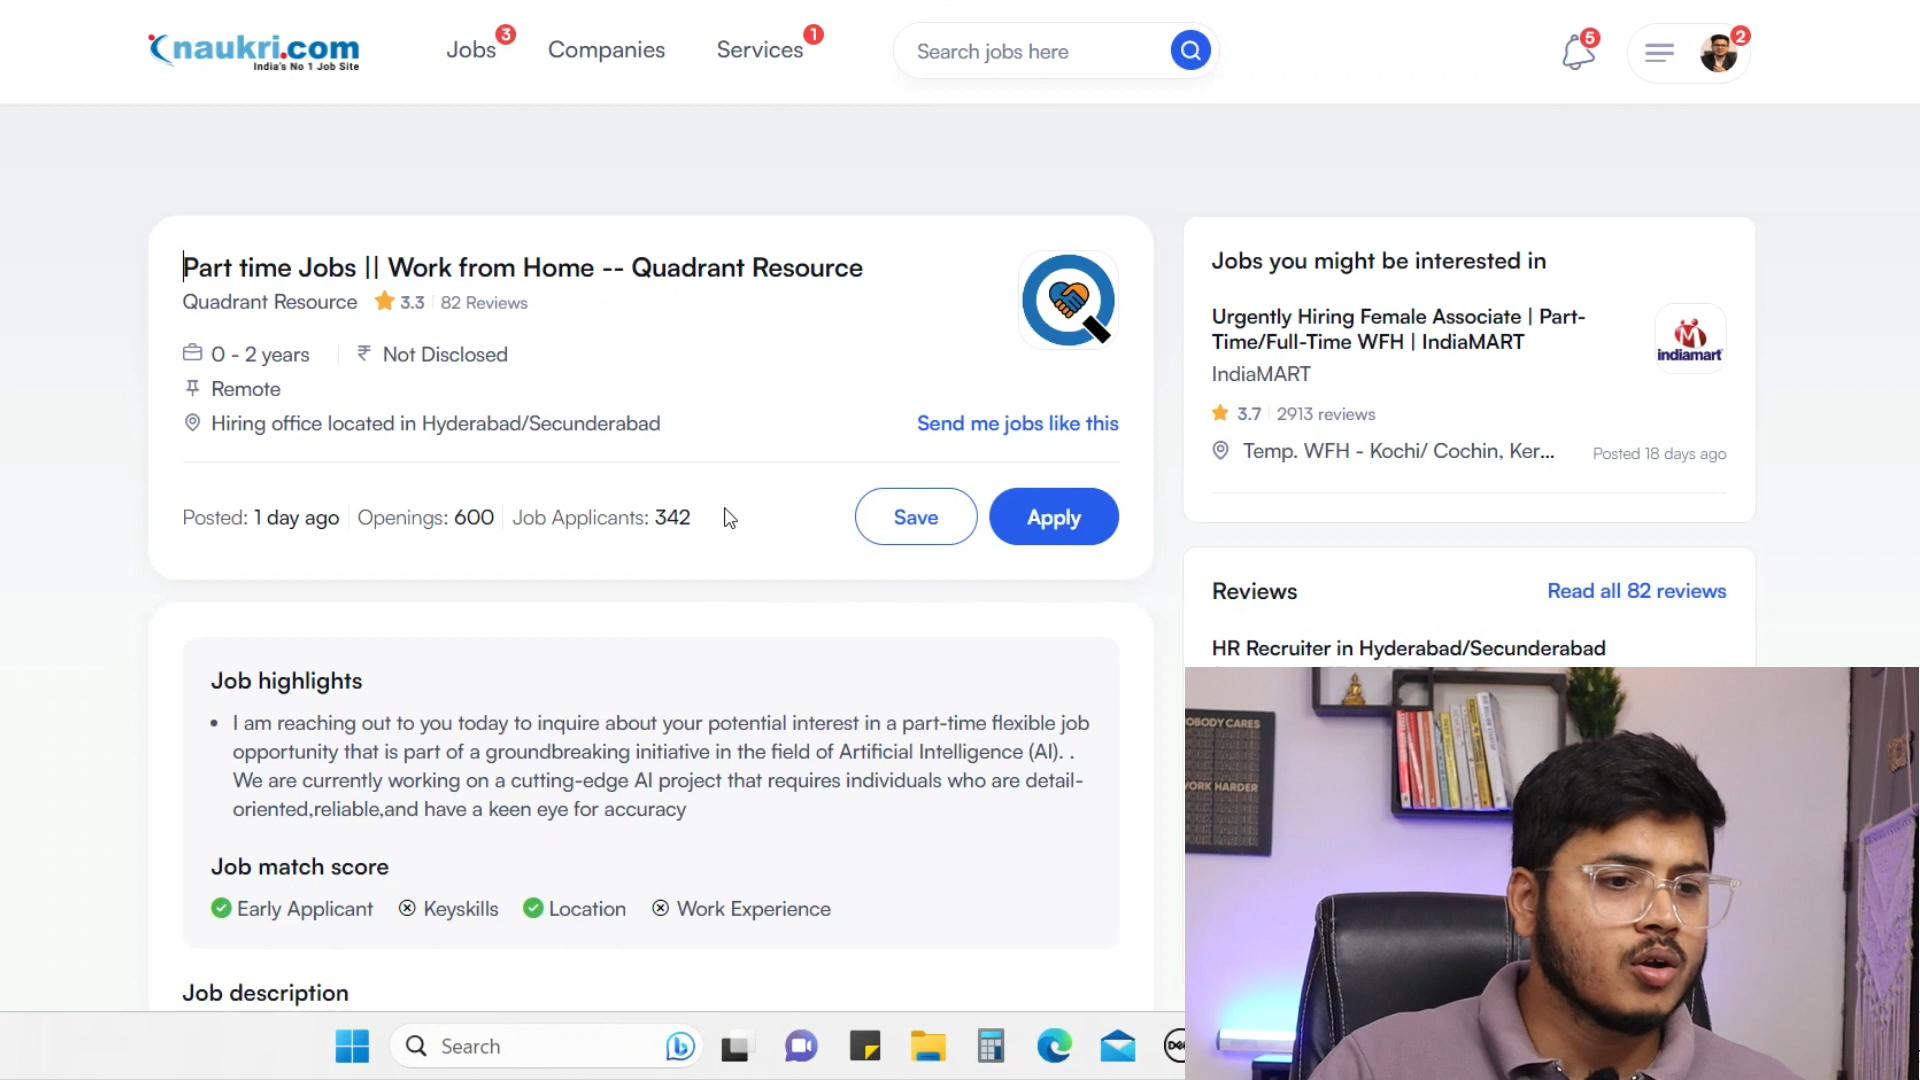 naukri.com
India's No 1 Job Site
Jobs 3
Companies
Services 1
Search jobs here
5
2
Part time Jobs || Work from Home -- Quadrant Resource
Quadrant Resource 3.3 82 Reviews
0 - 2 years ₹ Not Disclosed
Remote
Hiring office located in Hyderabad/Secunderabad
Send me jobs like this
Posted: 1 day ago Openings: 600 Job Applicants: 342
Save
Apply
Job highlights
• I am reaching out to you today to inquire about your potential interest in a part-time flexible job
opportunity that is part of a groundbreaking initiative in the field of Artificial Intelligence (AI). .
We are currently working on a cutting-edge AI project that requires individuals who are detail-
oriented,reliable,and have a keen eye for accuracy
Job match score
Early Applicant Keyskills Location Work Experience
Job description
Jobs you might be interested in
Urgently Hiring Female Associate | Part-
Time/Full-Time WFH | IndiaMART
indiamart
IndiaMART
3.7 2913 reviews
Temp. WFH - Kochi/ Cochin, Ker...
Posted 18 days ago
Reviews
Read all 82 reviews
HR Recruiter in Hyderabad/Secunderabad
OBODY CARES
ORK HARDER
Search